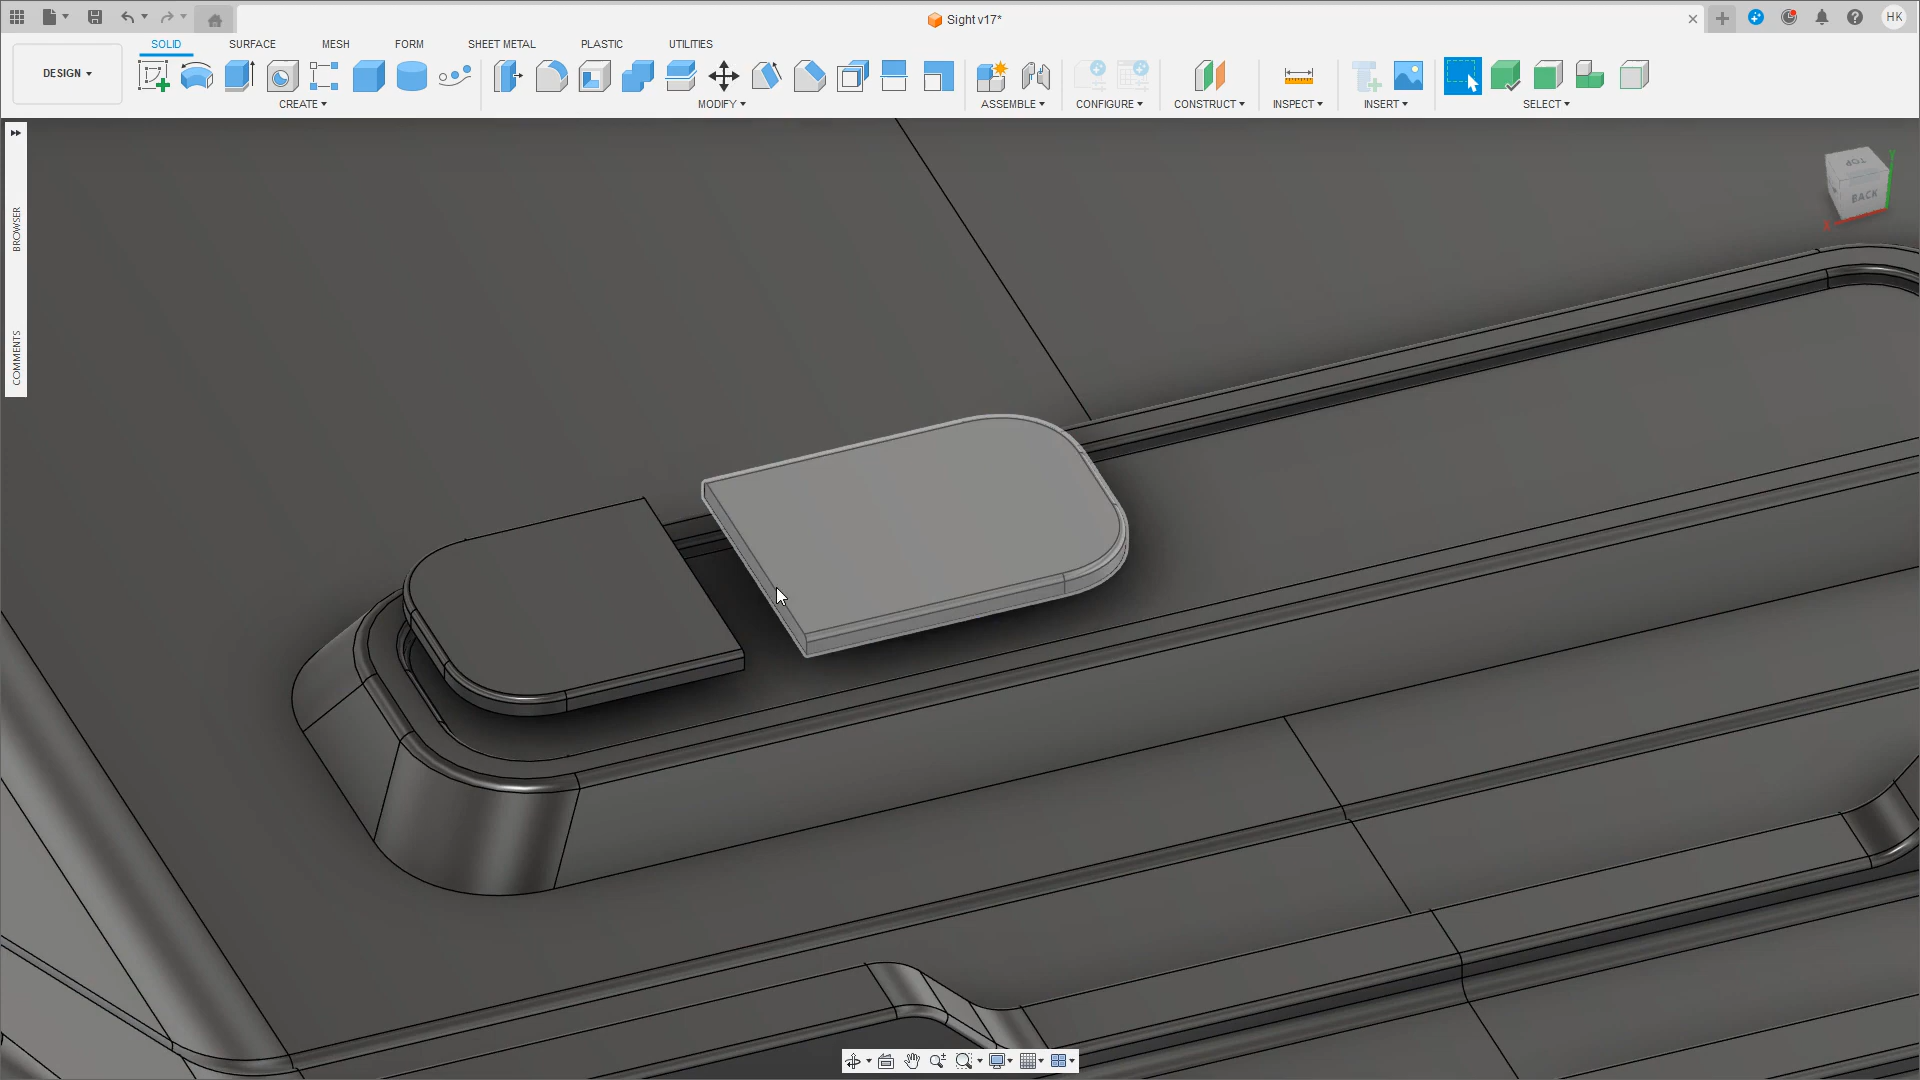 Sight v17*
HK
DESIGN
SOLID
SURFACE
MESH
FORM
SHEET METAL
PLASTIC
UTILITIES
CREATE
MODIFY
ASSEMBLE
CONFIGURE
CONSTRUCT
INSPECT
INSERT
SELECT
BROWSER
COMMENTS
TOP
BACK
Y
X